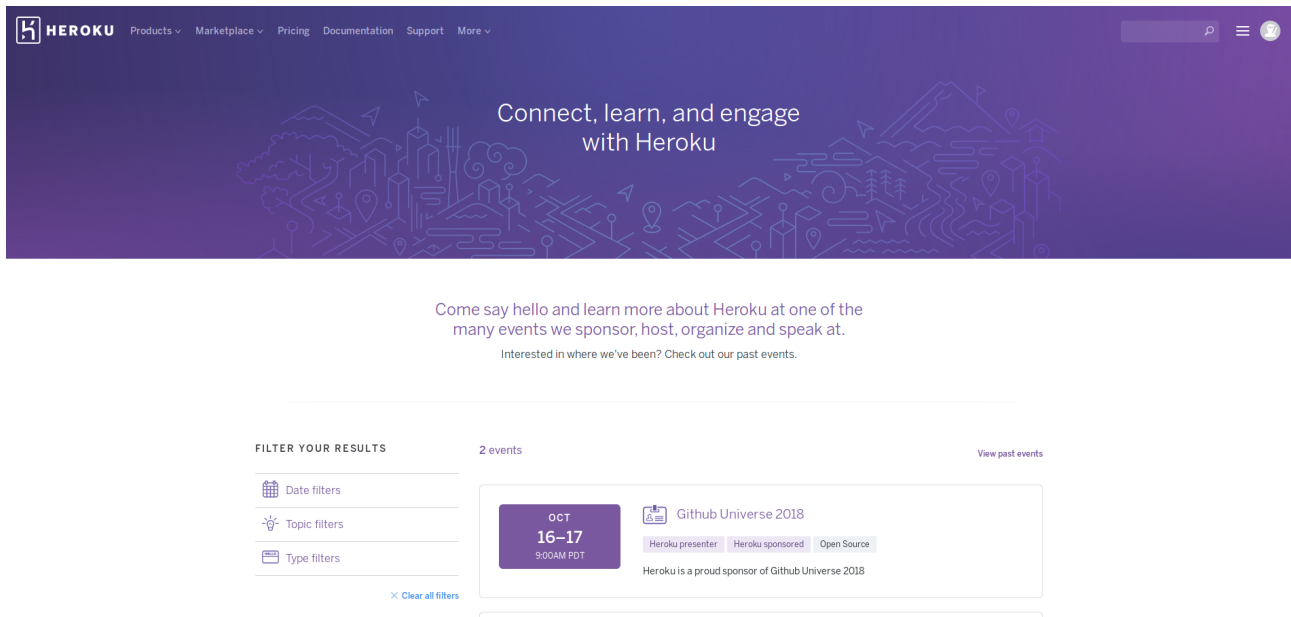 HEROKU Products Marketplace Pricing Documentation Support More
Connect, learn, and engage
with Heroku
Come say hello and learn more about Heroku at one of the
many events we sponsor, host, organize and speak at.
Interested in where we've been? Check out our past events.
FILTER YOUR RESULTS
Date filters
Topic filters
Type filters
Clear all filters
2 events
View past events
OCT
16–17
9:00AM PDT
Github Universe 2018
Heroku presenter Heroku sponsored Open Source
Heroku is a proud sponsor of Github Universe 2018